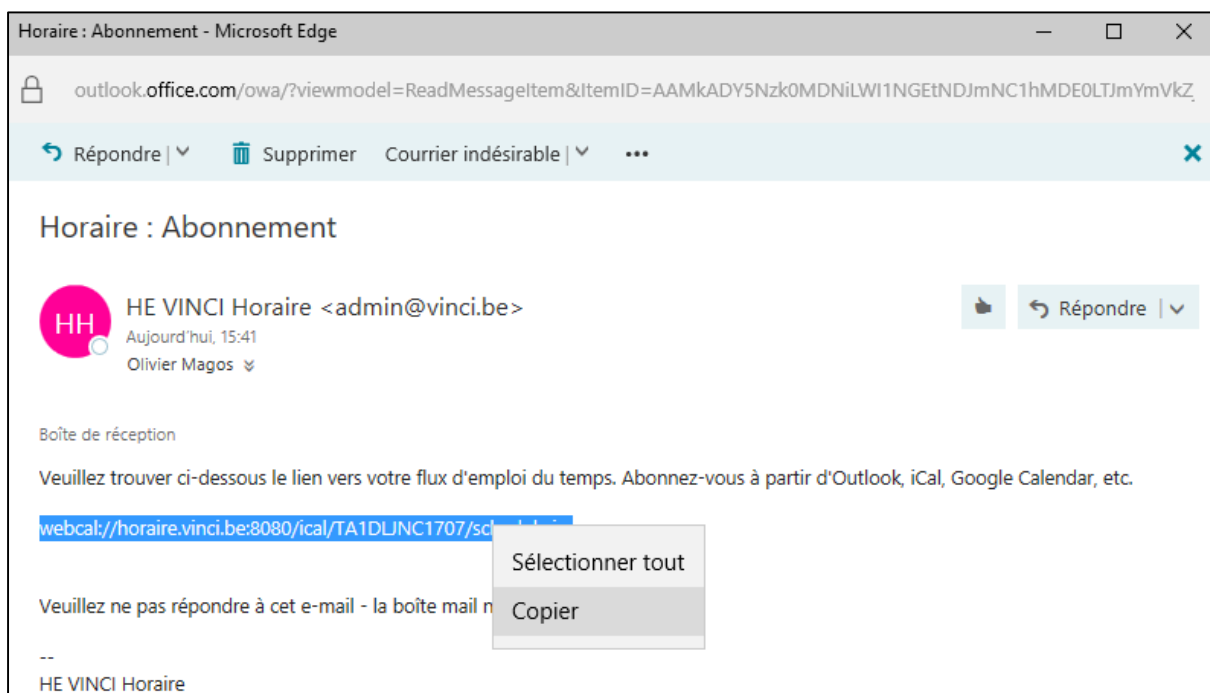 Horaire : Abonnement - Microsoft Edge
outlook.office.com/owa/?viewmodel=ReadMessageItem&ItemID=AAMkADY5Nzk0MDNiLWI1NGEtNDJmNC1hMDE0LTJmYmVkZ
Répondre | Supprimer Courrier indésirable | •••
Horaire : Abonnement
HH
HE VINCI Horaire <admin@vinci.be>
Répondre |
Aujourd'hui, 15:41
Olivier Magos
Boîte de réception
Veuillez trouver ci-dessous le lien vers votre flux d'emploi du temps. Abonnez-vous à partir d'Outlook, iCal, Google Calendar, etc.
webcal://horaire.vinci.be:8080/ical/TA1DLJNC1707/
Sélectionner tout
Veuillez ne pas répondre à cet e-mail - la boîte mail
Copier
--
HE VINCI Horaire